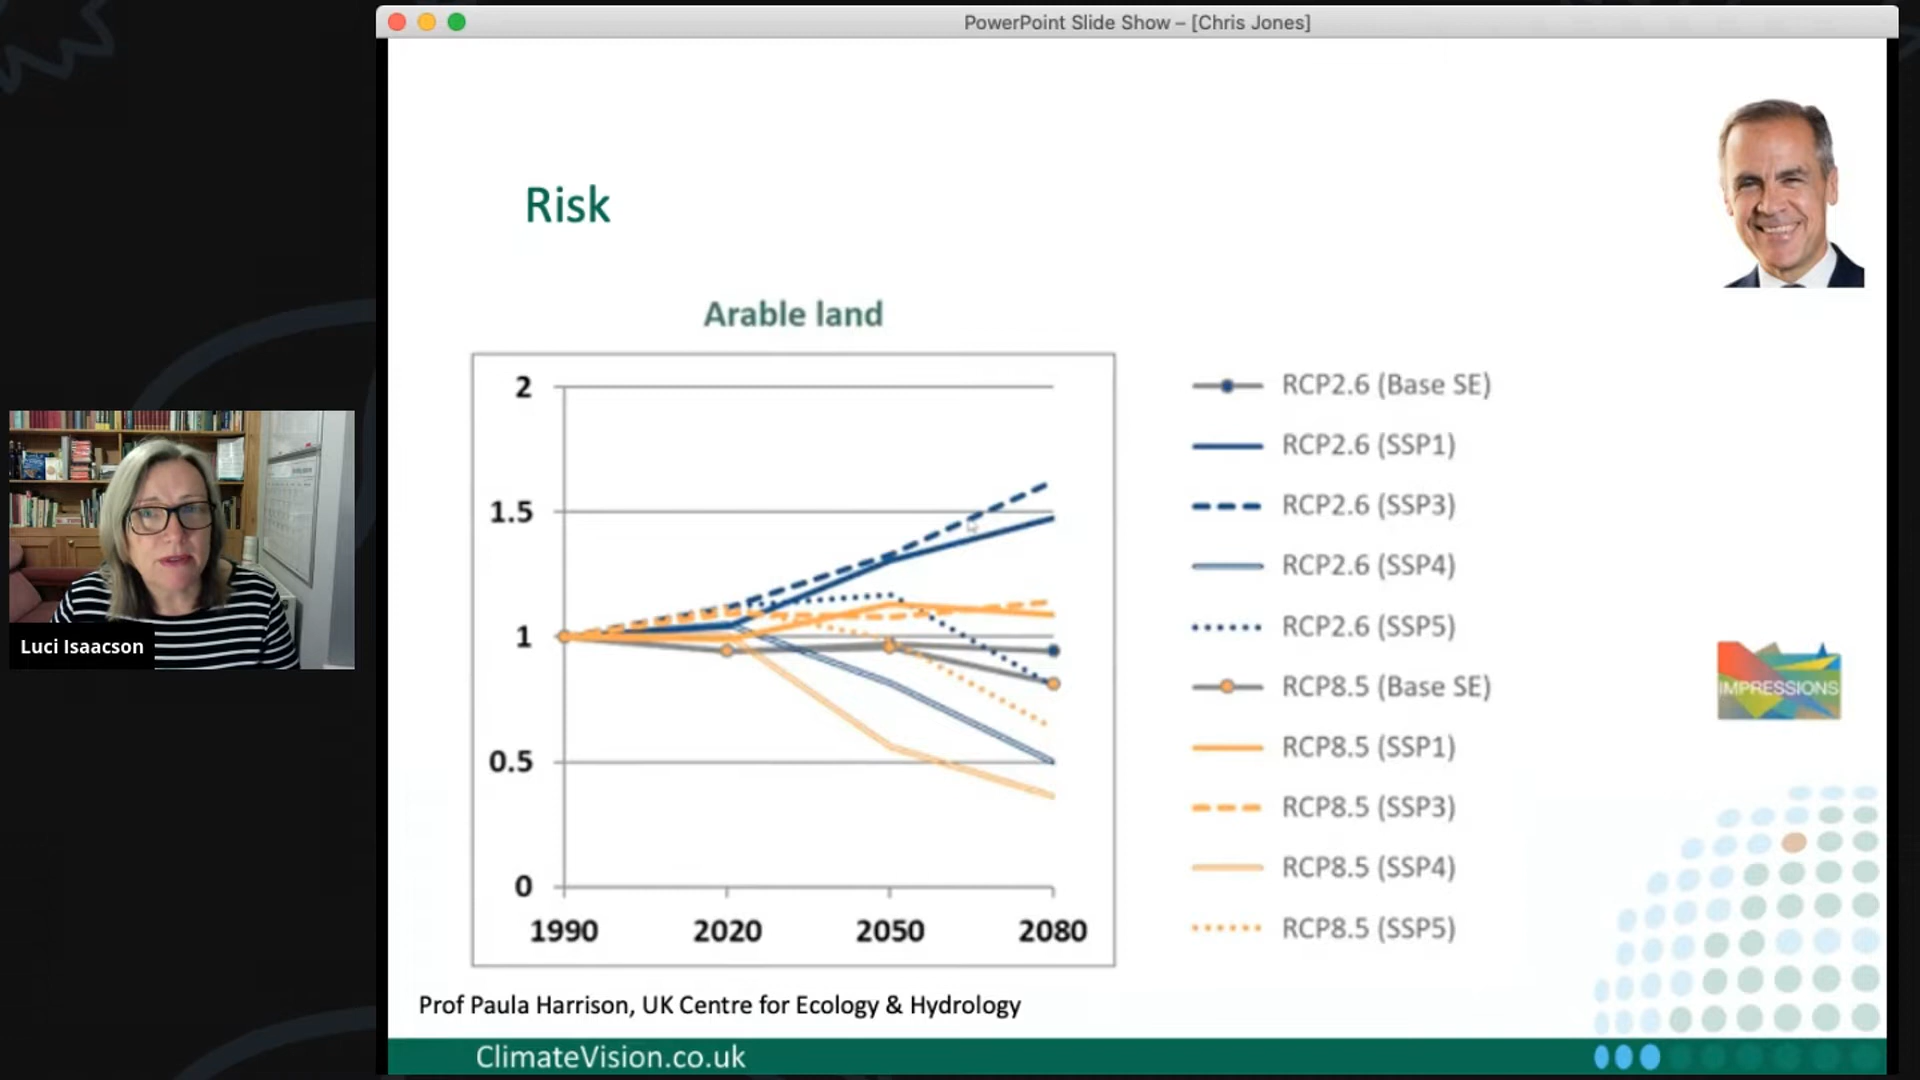 PowerPoint Slide Show – [Chris Jones]
Risk
Arable land
2
1.5
1
0.5
0
1990 2020 2050 2080
RCP2.6 (Base SE)
RCP2.6 (SSP1)
RCP2.6 (SSP3)
RCP2.6 (SSP4)
RCP2.6 (SSP5)
RCP8.5 (Base SE)
RCP8.5 (SSP1)
RCP8.5 (SSP3)
RCP8.5 (SSP4)
RCP8.5 (SSP5)
IMPRESSIONS
Luci Isaacson
Prof Paula Harrison, UK Centre for Ecology & Hydrology
ClimateVision.co.uk